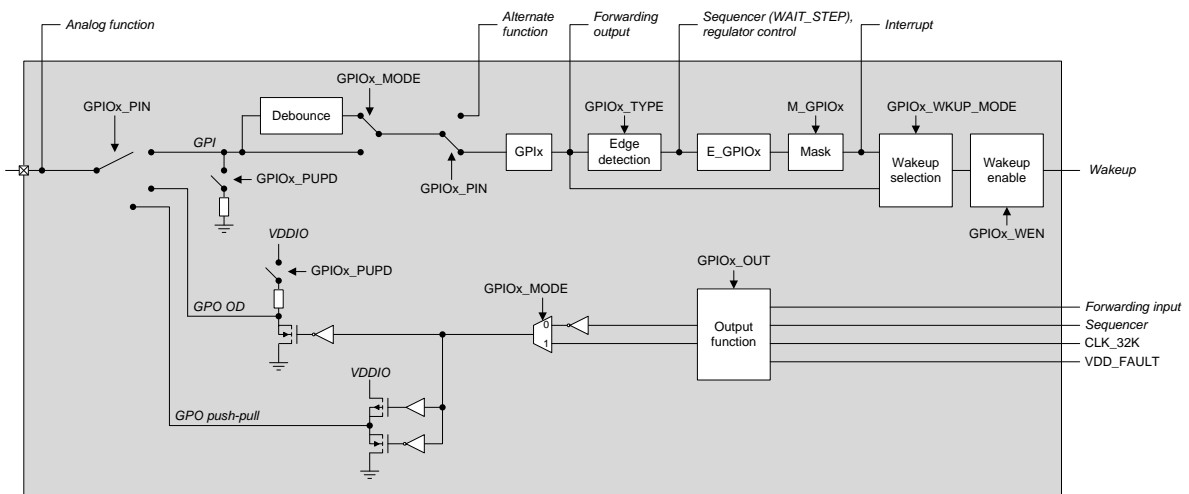 Analog function
Alternate
function
Forwarding
output
Sequencer (WAIT_STEP),
regulator control
Interrupt
GPIOx_MODE
GPIOx_PIN
Debounce
GPIOx_TYPE
M_GPIOx
GPIOx_WKUP_MODE
GPI
GPIx
Edge
detection
E_GPIOx
Mask
Wakeup
selection
Wakeup
enable
Wakeup
GPIOx_PUPD
GPIOx_PIN
GPIOx_WEN
VDDIO
GPIOx_PUPD
GPIOx_OUT
GPIOx_MODE
GPO OD
0
1
Output
function
Forwarding input
Sequencer
CLK_32K
VDD_FAULT
VDDIO
GPO push-pull